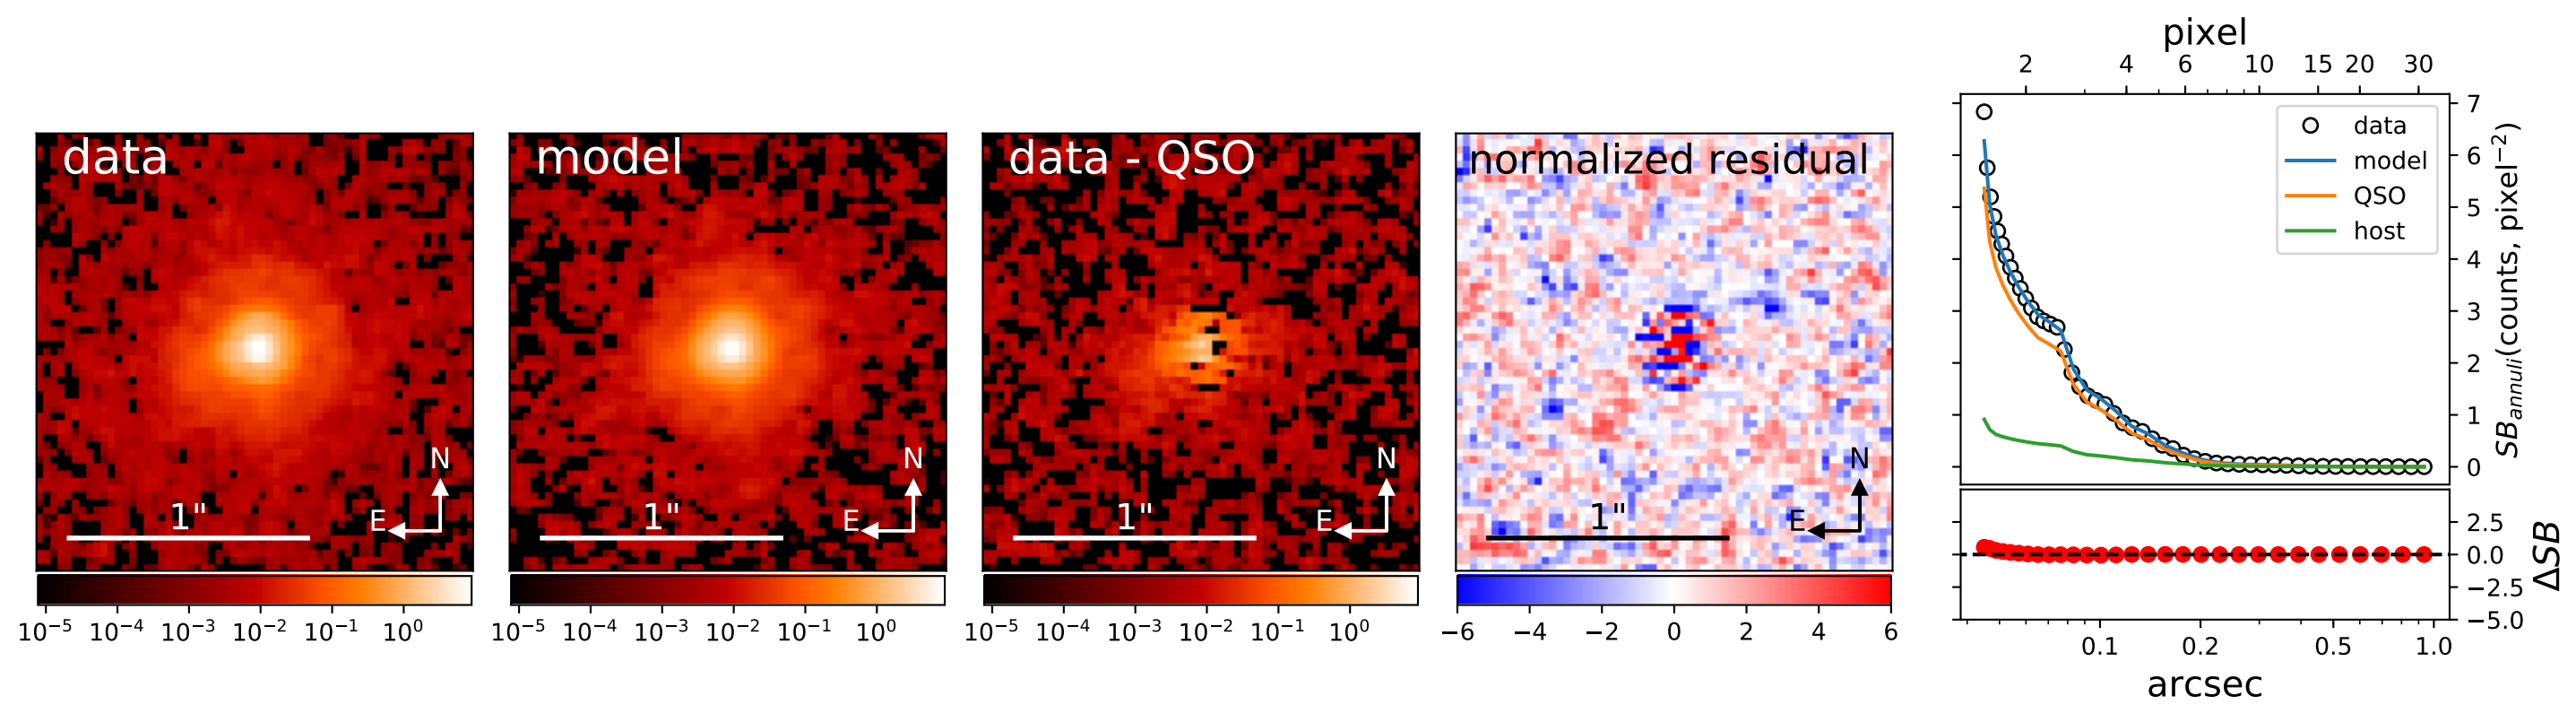 data
N
E
1"
10⁻⁵ 10⁻⁴ 10⁻³ 10⁻² 10⁻¹ 10⁰
model
N
E
1"
10⁻⁵ 10⁻⁴ 10⁻³ 10⁻² 10⁻¹ 10⁰
data - QSO
N
E
1"
10⁻⁵ 10⁻⁴ 10⁻³ 10⁻² 10⁻¹ 10⁰
normalized residual
N
E
1"
−6 −4 −2 0 2 4 6
pixel
2 4 6 10 15 20 30
data
model
QSO
host
7
6
5
4
3
2
1
0
SB_annuli(counts, pixel⁻²)
2.5
0.0
−2.5
−5.0
ΔSB
0.1 0.2 0.5 1.0
arcsec